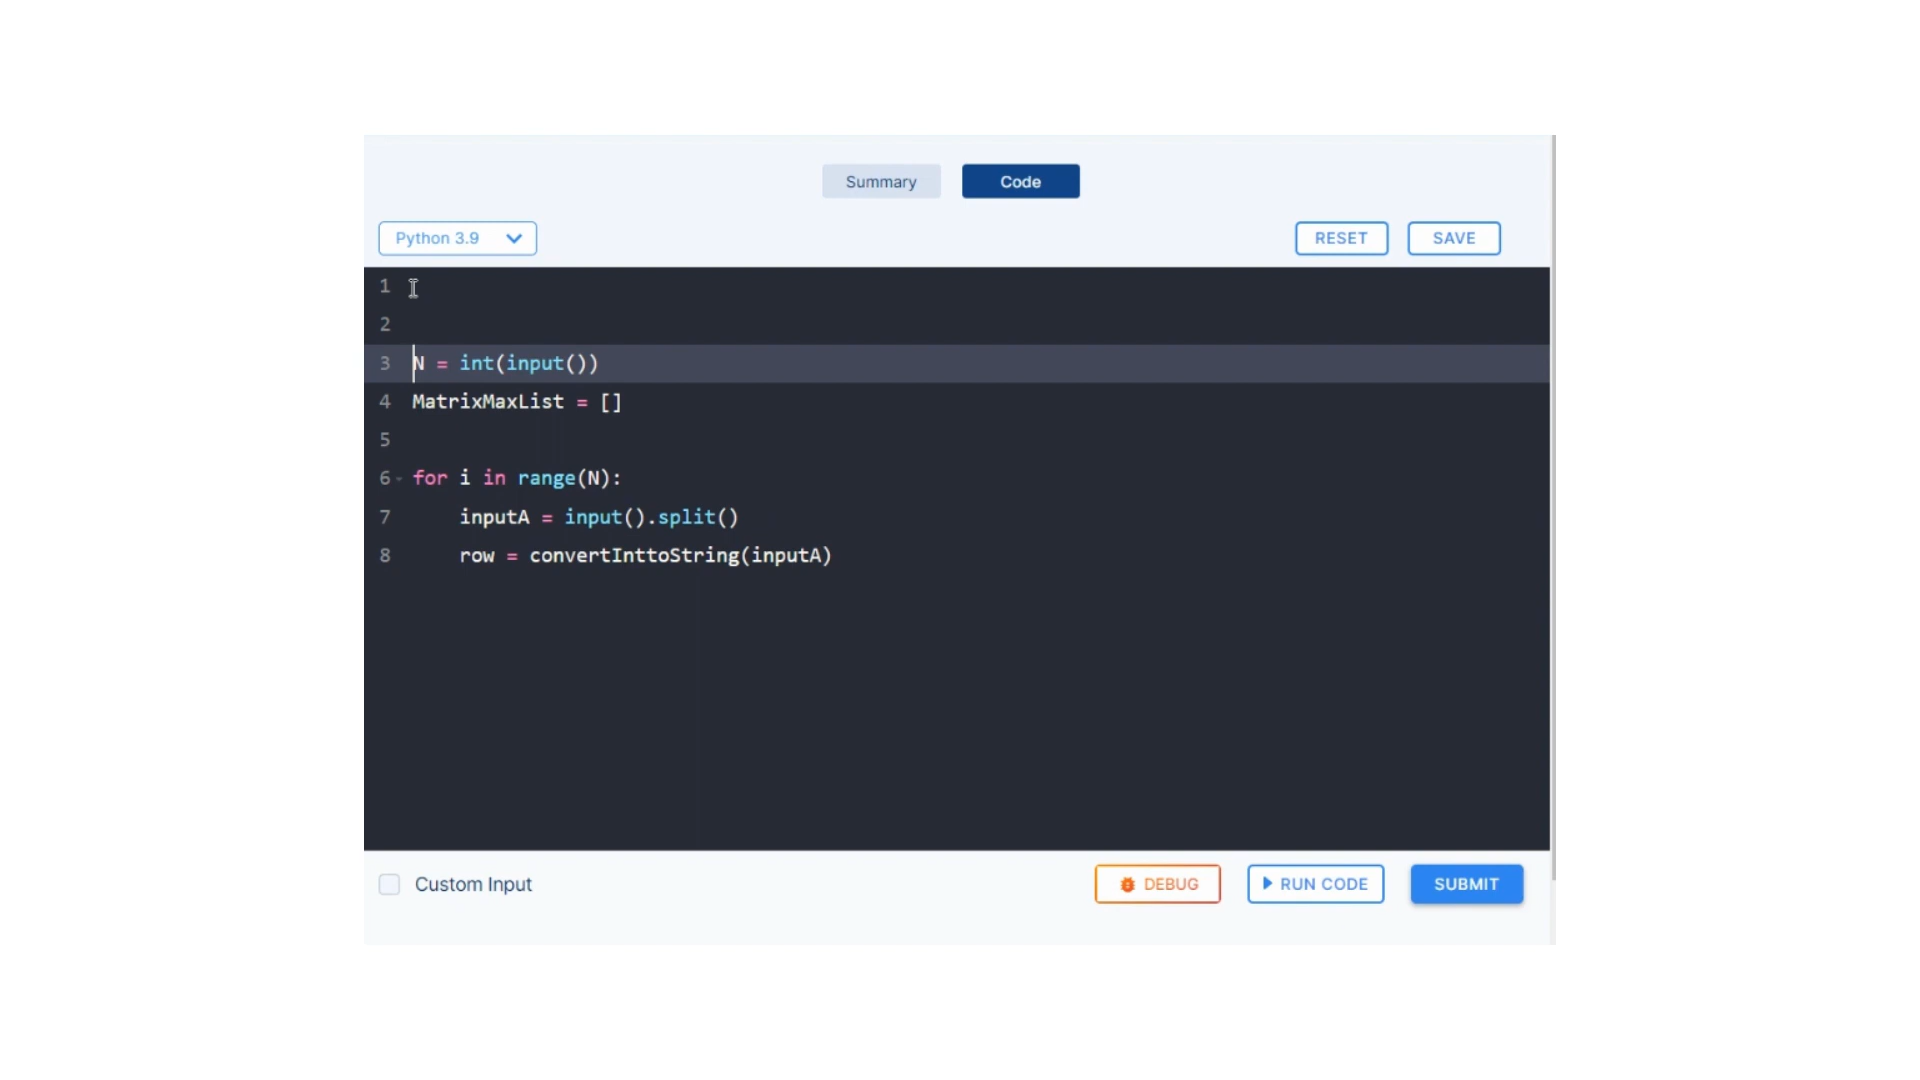 Summary Code
Python 3.9 RESET SAVE
1
2
3 N = int(input())
4 MatrixMaxList = []
5
6 for i in range(N):
7 inputA = input().split()
8 row = convertInttoString(inputA)
Custom Input DEBUG RUN CODE SUBMIT